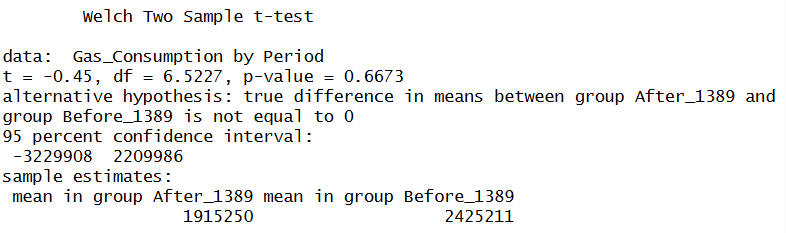 Welch Two Sample t-test
data:  Gas_Consumption by Period
t = -0.45, df = 6.5227, p-value = 0.6673
alternative hypothesis: true difference in means between group After_1389 and
group Before_1389 is not equal to 0
95 percent confidence interval:
 -3229908  2209986
sample estimates:
 mean in group After_1389 mean in group Before_1389
                  1915250                   2425211